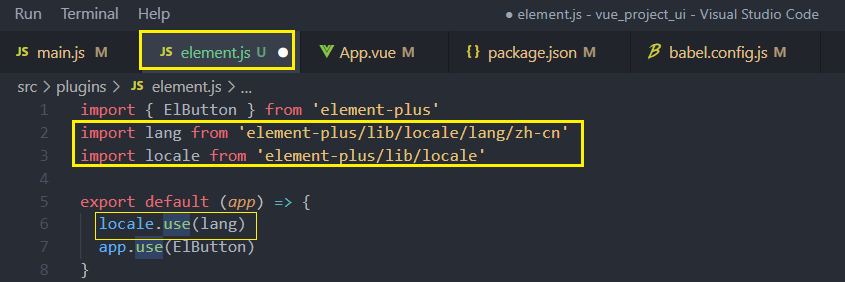 Run Terminal Help ● element.js - vue_project_ui - Visual Studio Code
JS main.js M JS element.js U ● App.vue M { } package.json M babel.config.js M
src > plugins > JS element.js > ...
1 import { ElButton } from 'element-plus'
2 import lang from 'element-plus/lib/locale/lang/zh-cn'
3 import locale from 'element-plus/lib/locale'
4
5 export default (app) => {
6 locale.use(lang)
7 app.use(ElButton)
8 }